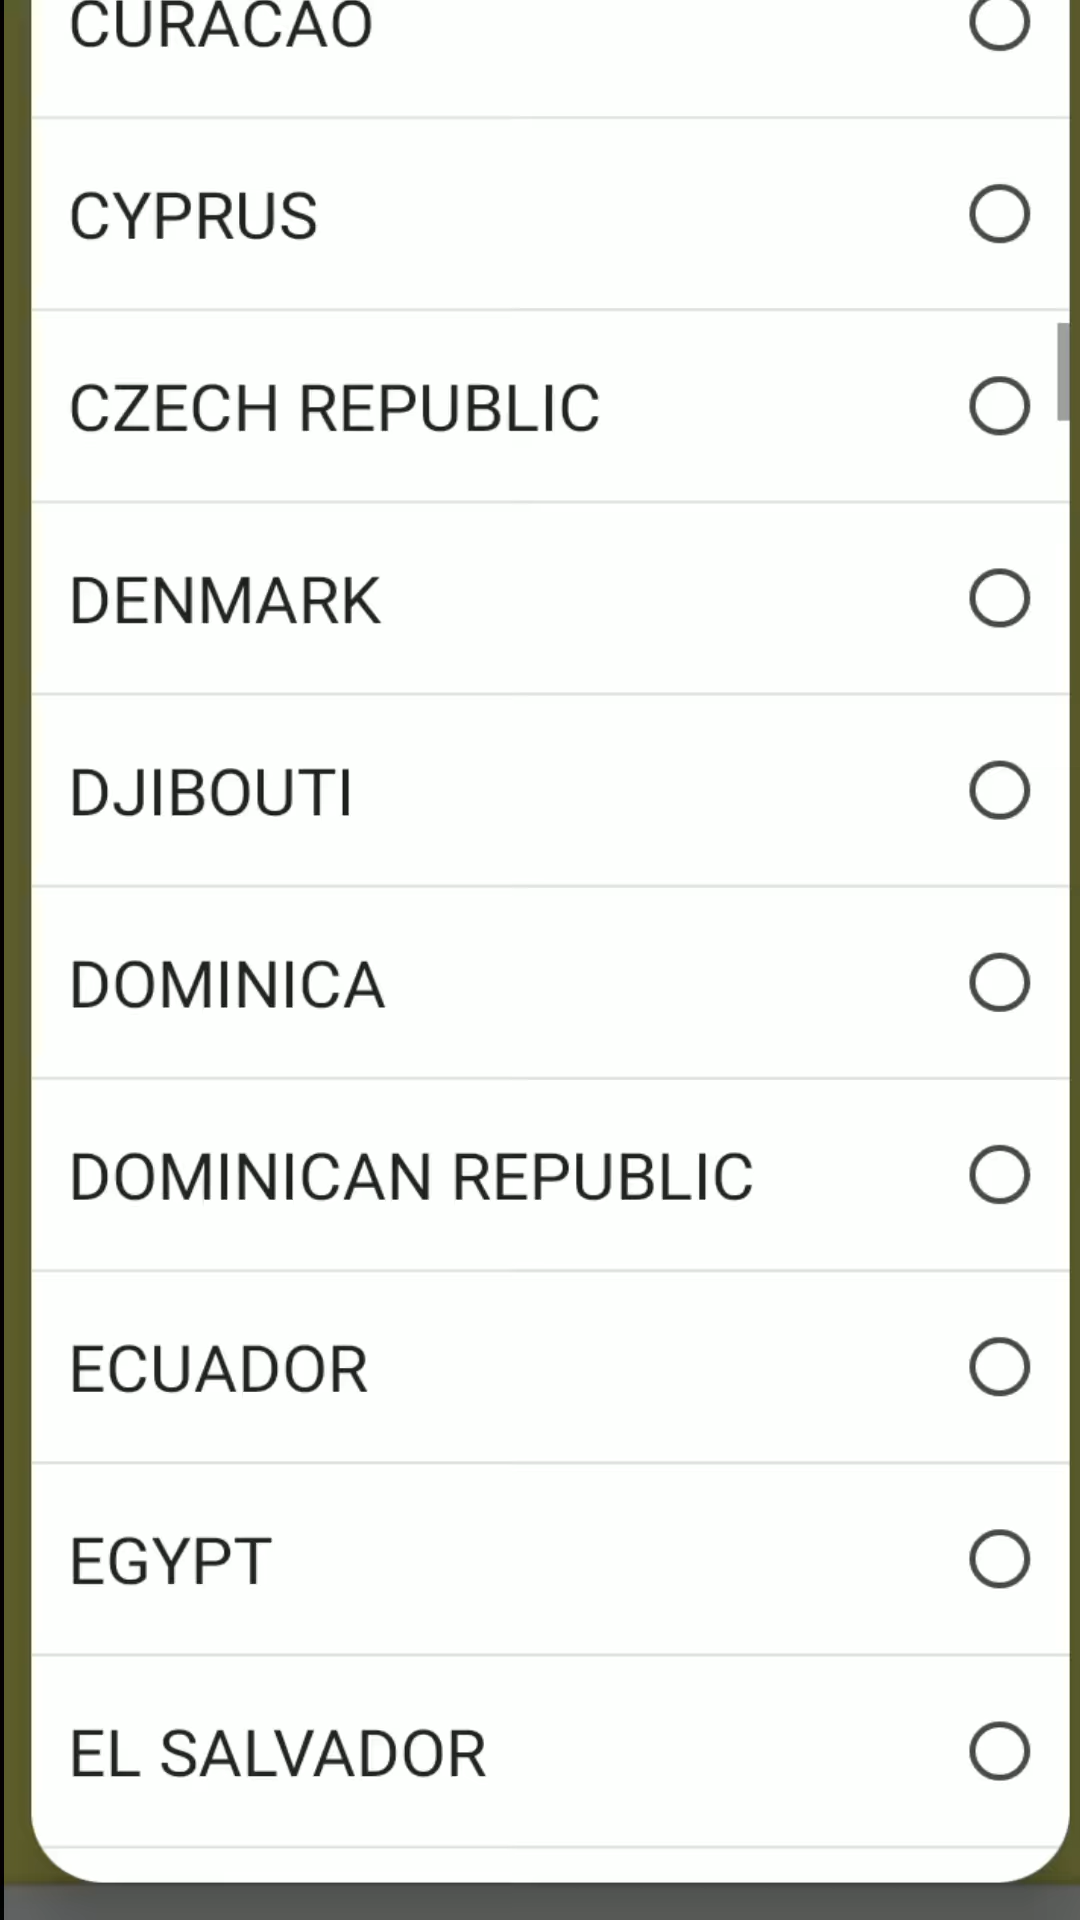 CURACAO
CYPRUS
CZECH REPUBLIC
DENMARK
DJIBOUTI
DOMINICA
DOMINICAN REPUBLIC
ECUADOR
EGYPT
EL SALVADOR